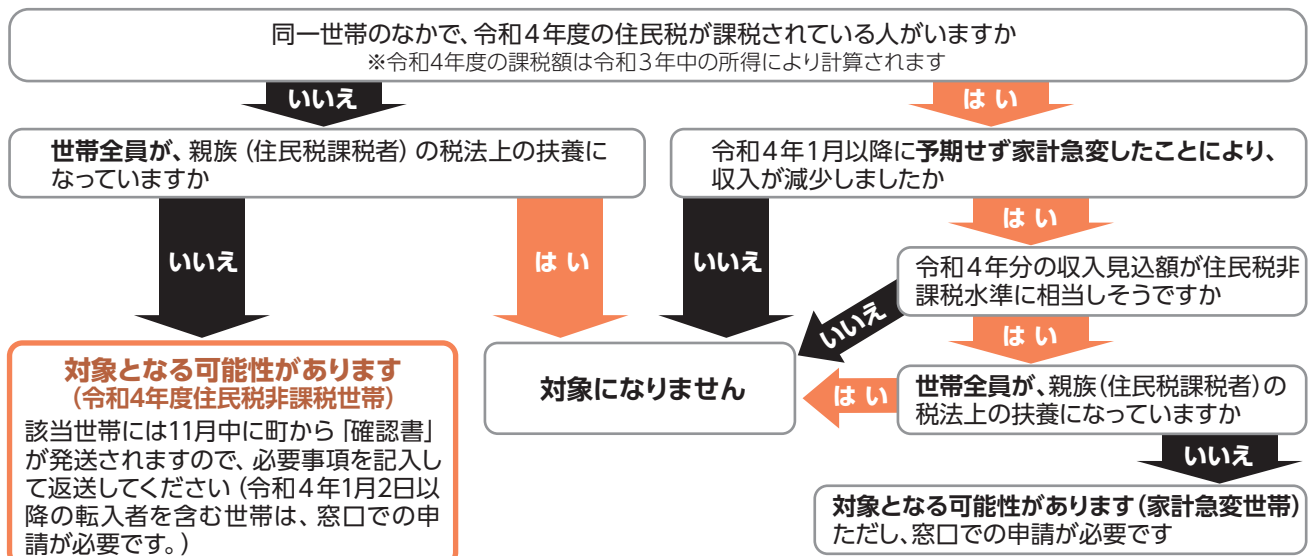 同一世帯のなかで、令和４年度の住民税が課税されている人がいますか
※令和4年度の課税額は令和３年中の所得により計算されます
いいえ
はい
世帯全員が、親族（住民税課税者）の税法上の扶養に
なっていますか
令和４年1月以降に予期せず家計急変したことにより、
収入が減少しましたか
はい
いいえ
はい
いいえ
令和４年分の収入見込額が住民税非
課税水準に相当しそうですか
いいえ
はい
対象となる可能性があります
（令和4年度住民税非課税世帯）
該当世帯には11月中に町から「確認書」
が発送されますので、必要事項を記入し
て返送してください（令和４年1月2日以
降の転入者を含む世帯は、窓口での申
請が必要です。）
対象になりません
はい
世帯全員が、親族（住民税課税者）の
税法上の扶養になっていますか
いいえ
対象となる可能性があります（家計急変世帯）
ただし、窓口での申請が必要です